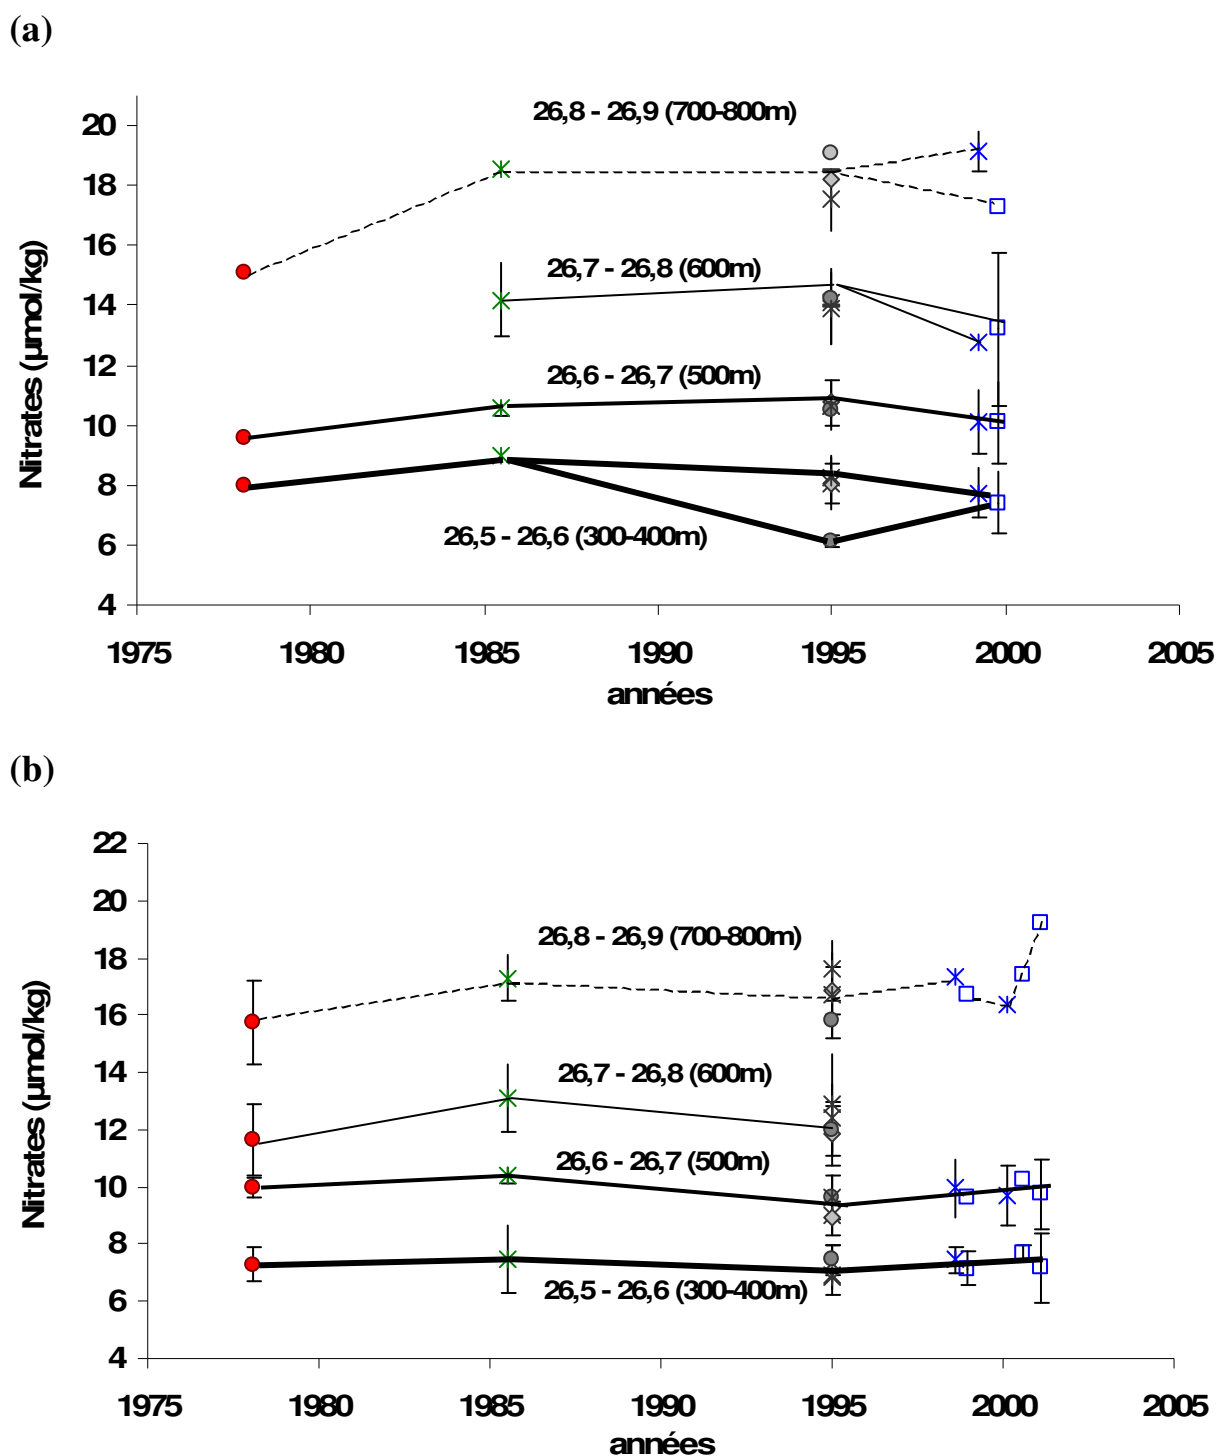 (a)
26,8 - 26,9 (700-800m)
26,7 - 26,8 (600m)
26,6 - 26,7 (500m)
26,5 - 26,6 (300-400m)
Nitrates (µmol/kg)
20
18
16
14
12
10
8
6
4
1975 1980 1985 1990 1995 2000 2005
années
(b)
26,8 - 26,9 (700-800m)
26,7 - 26,8 (600m)
26,6 - 26,7 (500m)
26,5 - 26,6 (300-400m)
Nitrates (µmol/kg)
22
20
18
16
14
12
10
8
6
4
1975 1980 1985 1990 1995 2000 2005
années